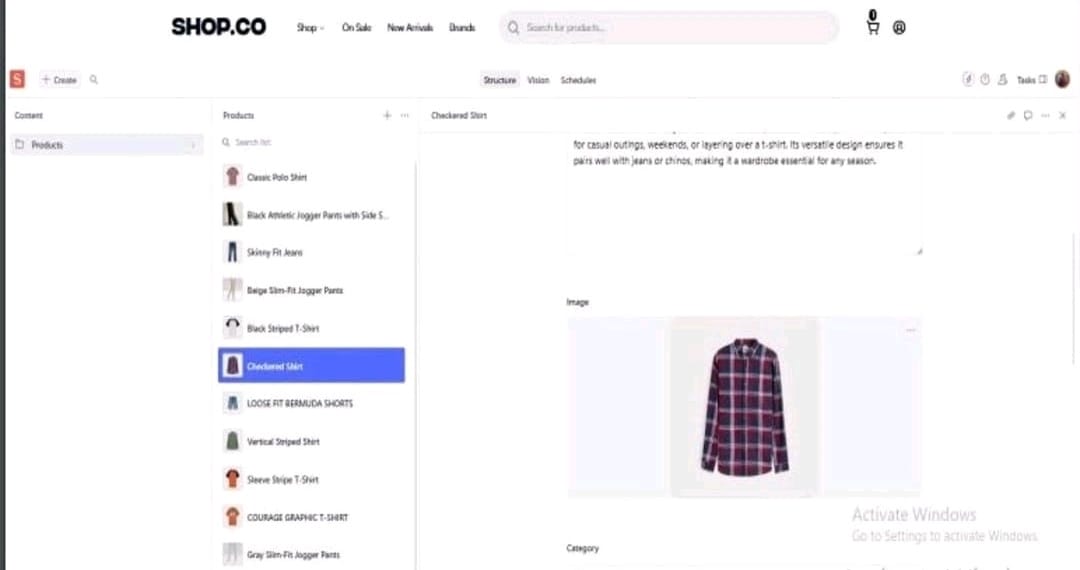 SHOP.CO
Shop
On Sale
New Arrivals
Brands
Search for products...
0
S
+ Create
Structure
Vision
Schedules
Tasks
Content
Products
Products
Checkered Shirt
Search list
Classic Polo Shirt
Black Athletic Jogger Pants with Side S...
Skinny Fit Jeans
Beige Slim-Fit Jogger Pants
Black Striped T-Shirt
Checkered Shirt
LOOSE FIT BERMUDA SHORTS
Vertical Striped Shirt
Sleeve Stripe T-Shirt
COURAGE GRAPHIC T-SHIRT
Gray Slim-Fit Jogger Pants
for casual outings, weekends, or layering over a t-shirt. Its versatile design ensures it
pairs well with jeans or chinos, making it a wardrobe essential for any season.
Image
Category
Activate Windows
Go to Settings to activate Windows.